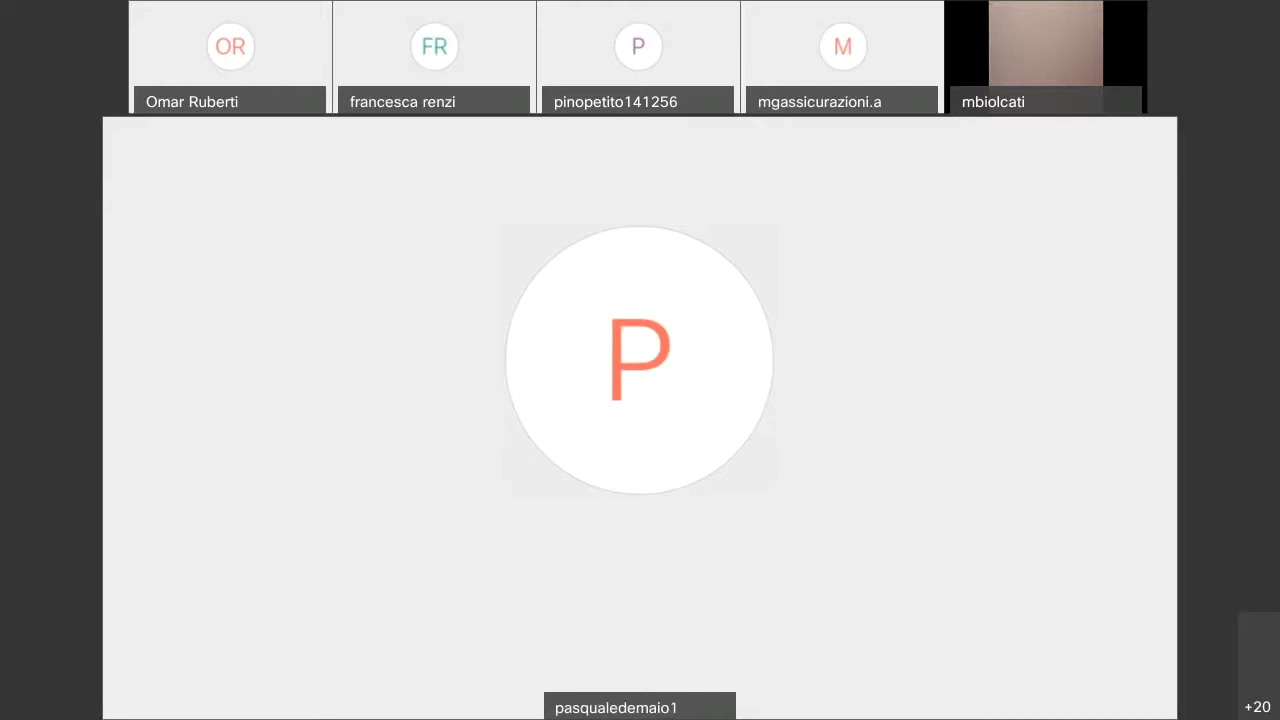 OR
FR
P
M
Omar Ruberti
francesca renzi
pinopetito141256
mgassicurazioni.a
mbiolcati
P
pasqualedemaio1
+20